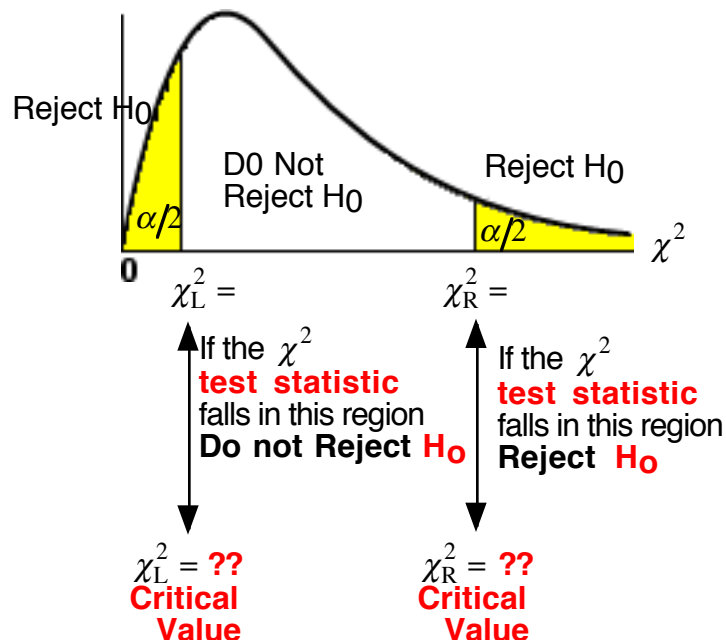 Reject H0
D0 Not
Reject H0
Reject H0
α/2
α/2
χ²
0
χ²L =
χ²R =
If the χ²
test statistic
falls in this region
Do not Reject Ho
If the χ²
test statistic
falls in this region
Reject Ho
χ²L = ??
Critical
Value
χ²R = ??
Critical
Value